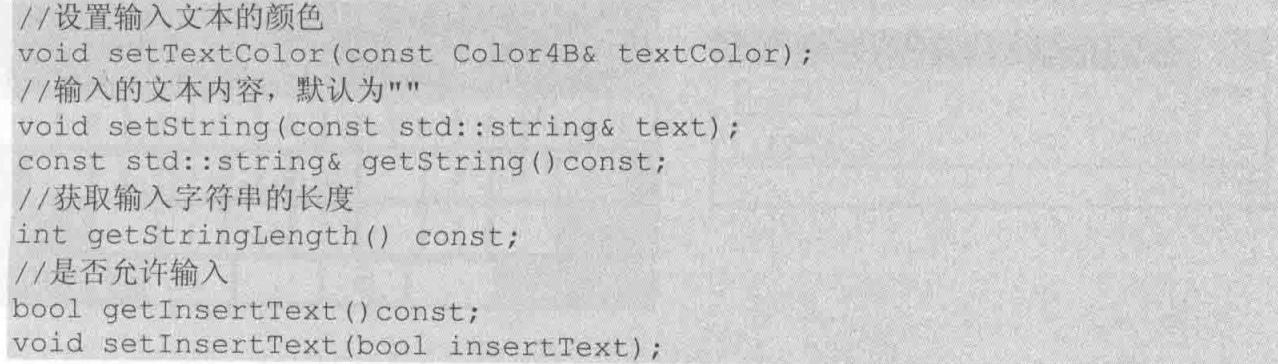 //设置输入文本的颜色
void setTextColor(const Color4B& textColor);
//输入的文本内容，默认为""
void setString(const std::string& text);
const std::string& getString()const;
//获取输入字符串的长度
int getStringLength() const;
//是否允许输入
bool getInsertText()const;
void setInsertText(bool insertText);